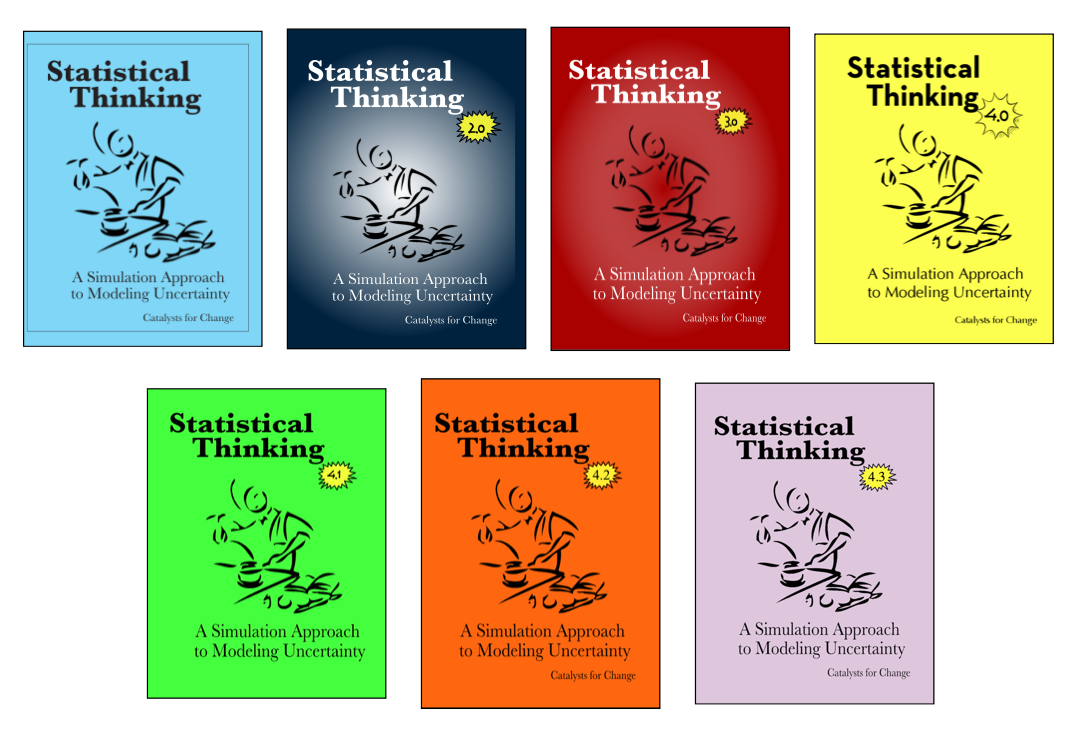 Statistical
Thinking
A Simulation Approach
to Modeling Uncertainty
Catalysts for Change
Statistical
Thinking
2.0
A Simulation Approach
to Modeling Uncertainty
Catalysts for Change
Statistical
Thinking
3.0
A Simulation Approach
to Modeling Uncertainty
Catalysts for Change
Statistical
Thinking
4.0
A Simulation Approach
to Modeling Uncertainty
Catalysts for Change
Statistical
Thinking
4.1
A Simulation Approach
to Modeling Uncertainty
Statistical
Thinking
4.2
A Simulation Approach
to Modeling Uncertainty
Catalysts for Change
Statistical
Thinking
4.3
A Simulation Approach
to Modeling Uncertainty
Catalysts for Change